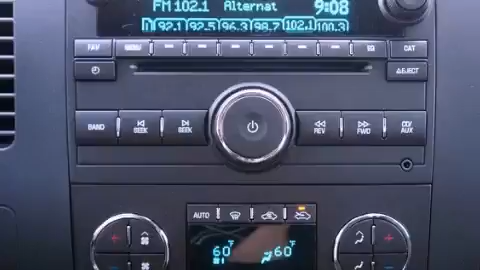 FM 102.1 Alternat 9:08
92.1 92.5 96.3 98.7 102.1 100.3
FAV MENU CAT
EJECT
BAND SEEK SEEK REV FWD CD/AUX
AUTO
60°F 60°F